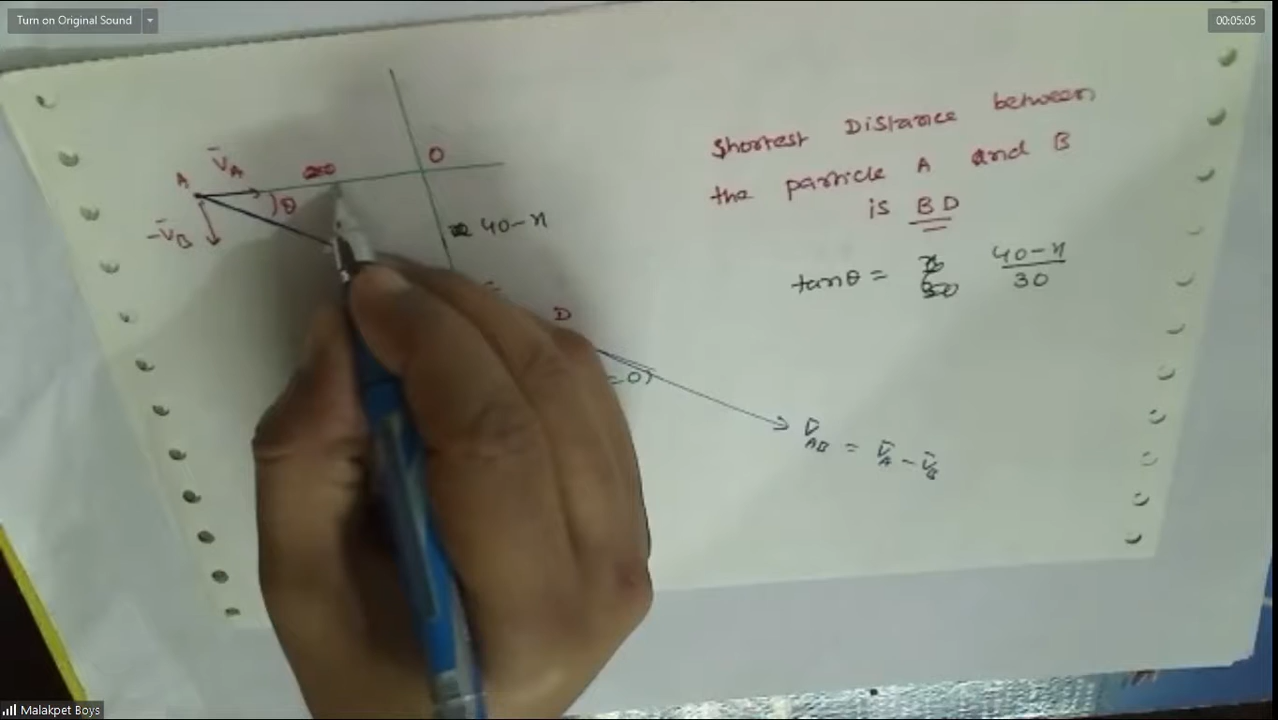 Turn on Original Sound
00:05:05
V̄A
A
O
θ
-V̄B
40-x
D
=0)
V̄AB = V̄A - V̄B
Shortest Distance between
the particle A and B
is BD
tanθ = 40-x/30
Malakpet Boys